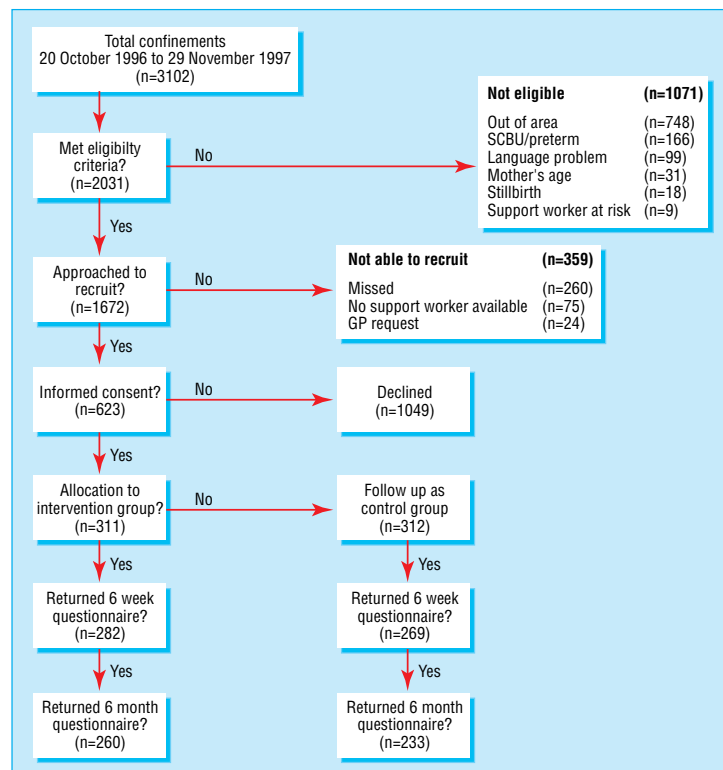 Total confinements
20 October 1996 to 29 November 1997
(n=3102)
Not eligible (n=1071)
Out of area (n=748)
SCBU/preterm (n=166)
Language problem (n=99)
Mother's age (n=31)
Stillbirth (n=18)
Support worker at risk (n=9)
Met eligibilty
criteria?
(n=2031)
No
Yes
Approached to
recruit?
(n=1672)
No
Not able to recruit (n=359)
Missed (n=260)
No support worker available (n=75)
GP request (n=24)
Yes
Informed consent?
(n=623)
No
Declined
(n=1049)
Yes
Allocation to
intervention group?
(n=311)
No
Follow up as
control group
(n=312)
Yes
Yes
Returned 6 week
questionnaire?
(n=282)
Returned 6 week
questionnaire?
(n=269)
Yes
Yes
Returned 6 month
questionnaire?
(n=260)
Returned 6 month
questionnaire?
(n=233)